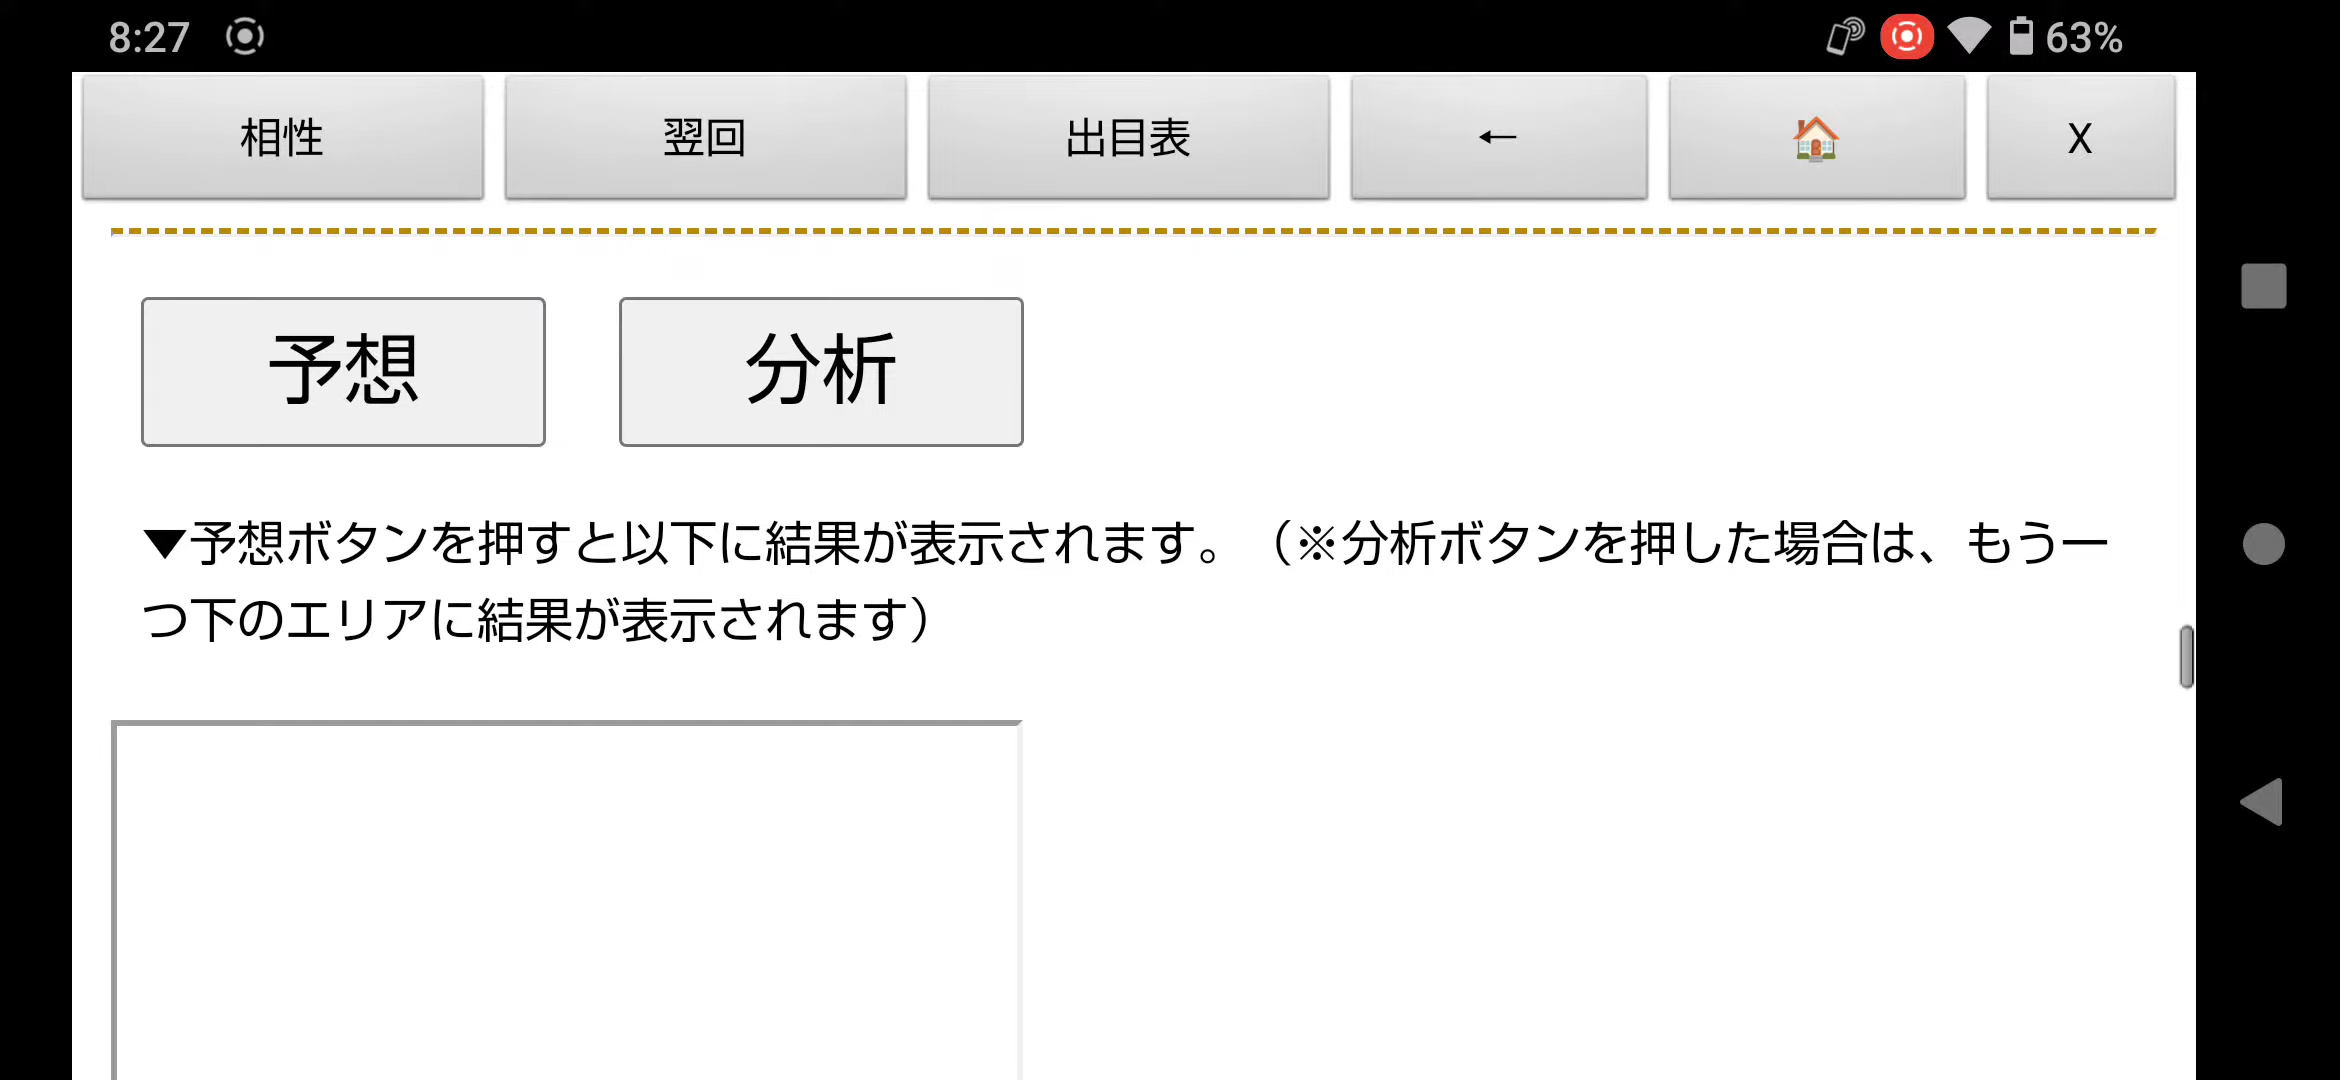 8:27 63%
相性 翌回 出目表 ← X
予想 分析
▼予想ボタンを押すと以下に結果が表示されます。（※分析ボタンを押した場合は、もう一
つ下のエリアに結果が表示されます）